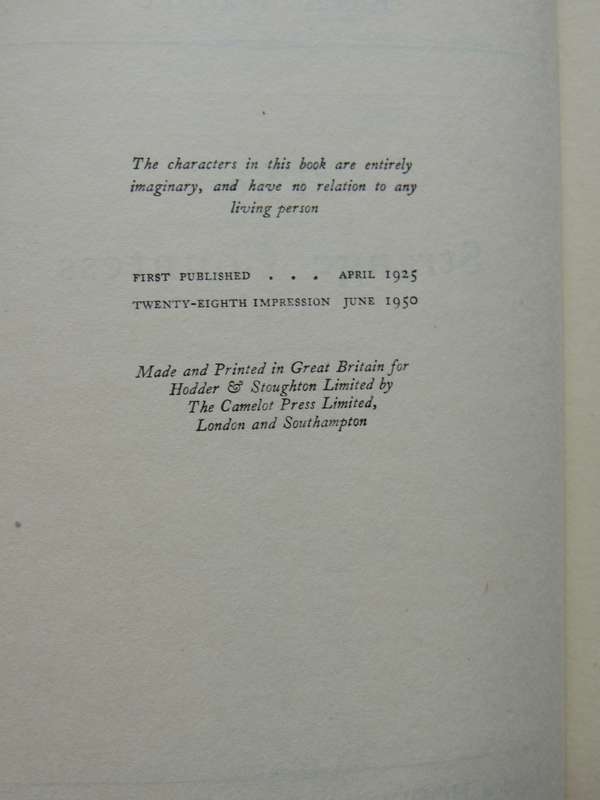 The characters in this book are entirely
imaginary, and have no relation to any
living person
FIRST PUBLISHED . . . APRIL 1925
TWENTY-EIGHTH IMPRESSION JUNE 1950
Made and Printed in Great Britain for
Hodder & Stoughton Limited by
The Camelot Press Limited,
London and Southampton